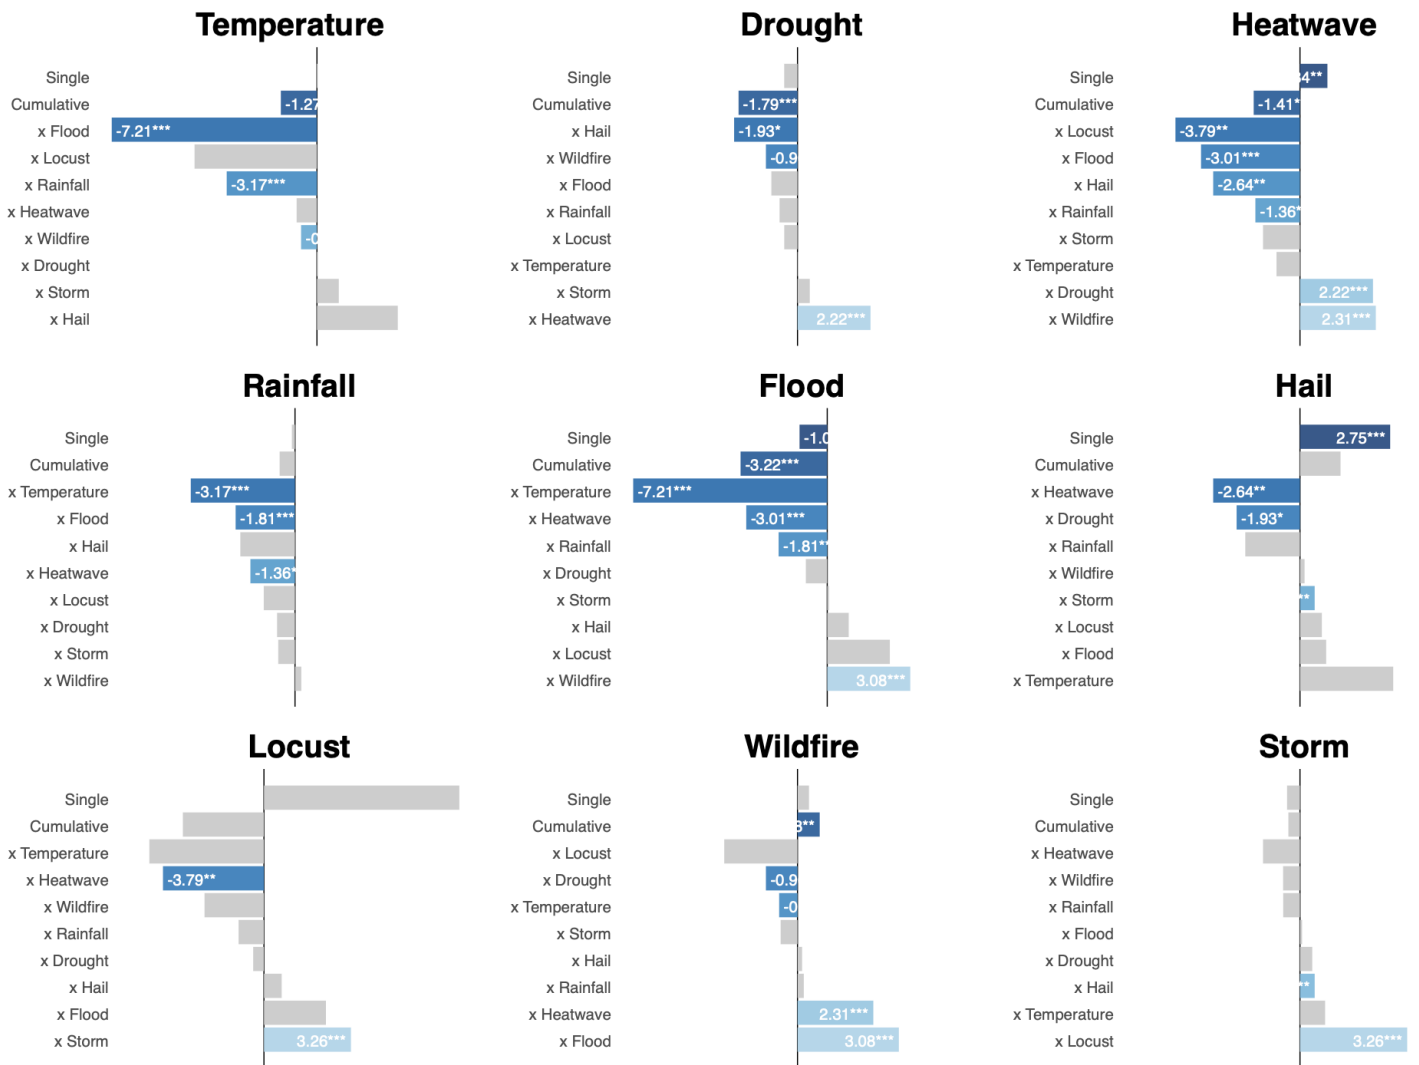 Temperature
Single
Cumulative -1.27
x Flood -7.21***
x Locust
x Rainfall -3.17***
x Heatwave
x Wildfire -0
x Drought
x Storm
x Hail
Drought
Single
Cumulative -1.79***
x Hail -1.93*
x Wildfire -0.9
x Flood
x Rainfall
x Locust
x Temperature
x Storm
x Heatwave 2.22***
Heatwave
Single 4**
Cumulative -1.41*
x Locust -3.79**
x Flood -3.01***
x Hail -2.64**
x Rainfall -1.36*
x Storm
x Temperature
x Drought 2.22***
x Wildfire 2.31***
Rainfall
Single
Cumulative
x Temperature -3.17***
x Flood -1.81***
x Hail
x Heatwave -1.36*
x Locust
x Drought
x Storm
x Wildfire
Flood
Single -1.0
Cumulative -3.22***
x Temperature -7.21***
x Heatwave -3.01***
x Rainfall -1.81**
x Drought
x Storm
x Hail
x Locust
x Wildfire 3.08***
Hail
Single 2.75***
Cumulative
x Heatwave -2.64**
x Drought -1.93*
x Rainfall
x Wildfire
x Storm **
x Locust
x Flood
x Temperature
Locust
Single
Cumulative
x Temperature
x Heatwave -3.79**
x Wildfire
x Rainfall
x Drought
x Hail
x Flood
x Storm 3.26***
Wildfire
Single
Cumulative 3**
x Locust
x Drought -0.9
x Temperature -0
x Storm
x Hail
x Rainfall
x Heatwave 2.31***
x Flood 3.08***
Storm
Single
Cumulative
x Heatwave
x Wildfire
x Rainfall
x Flood
x Drought
x Hail **
x Temperature
x Locust 3.26***